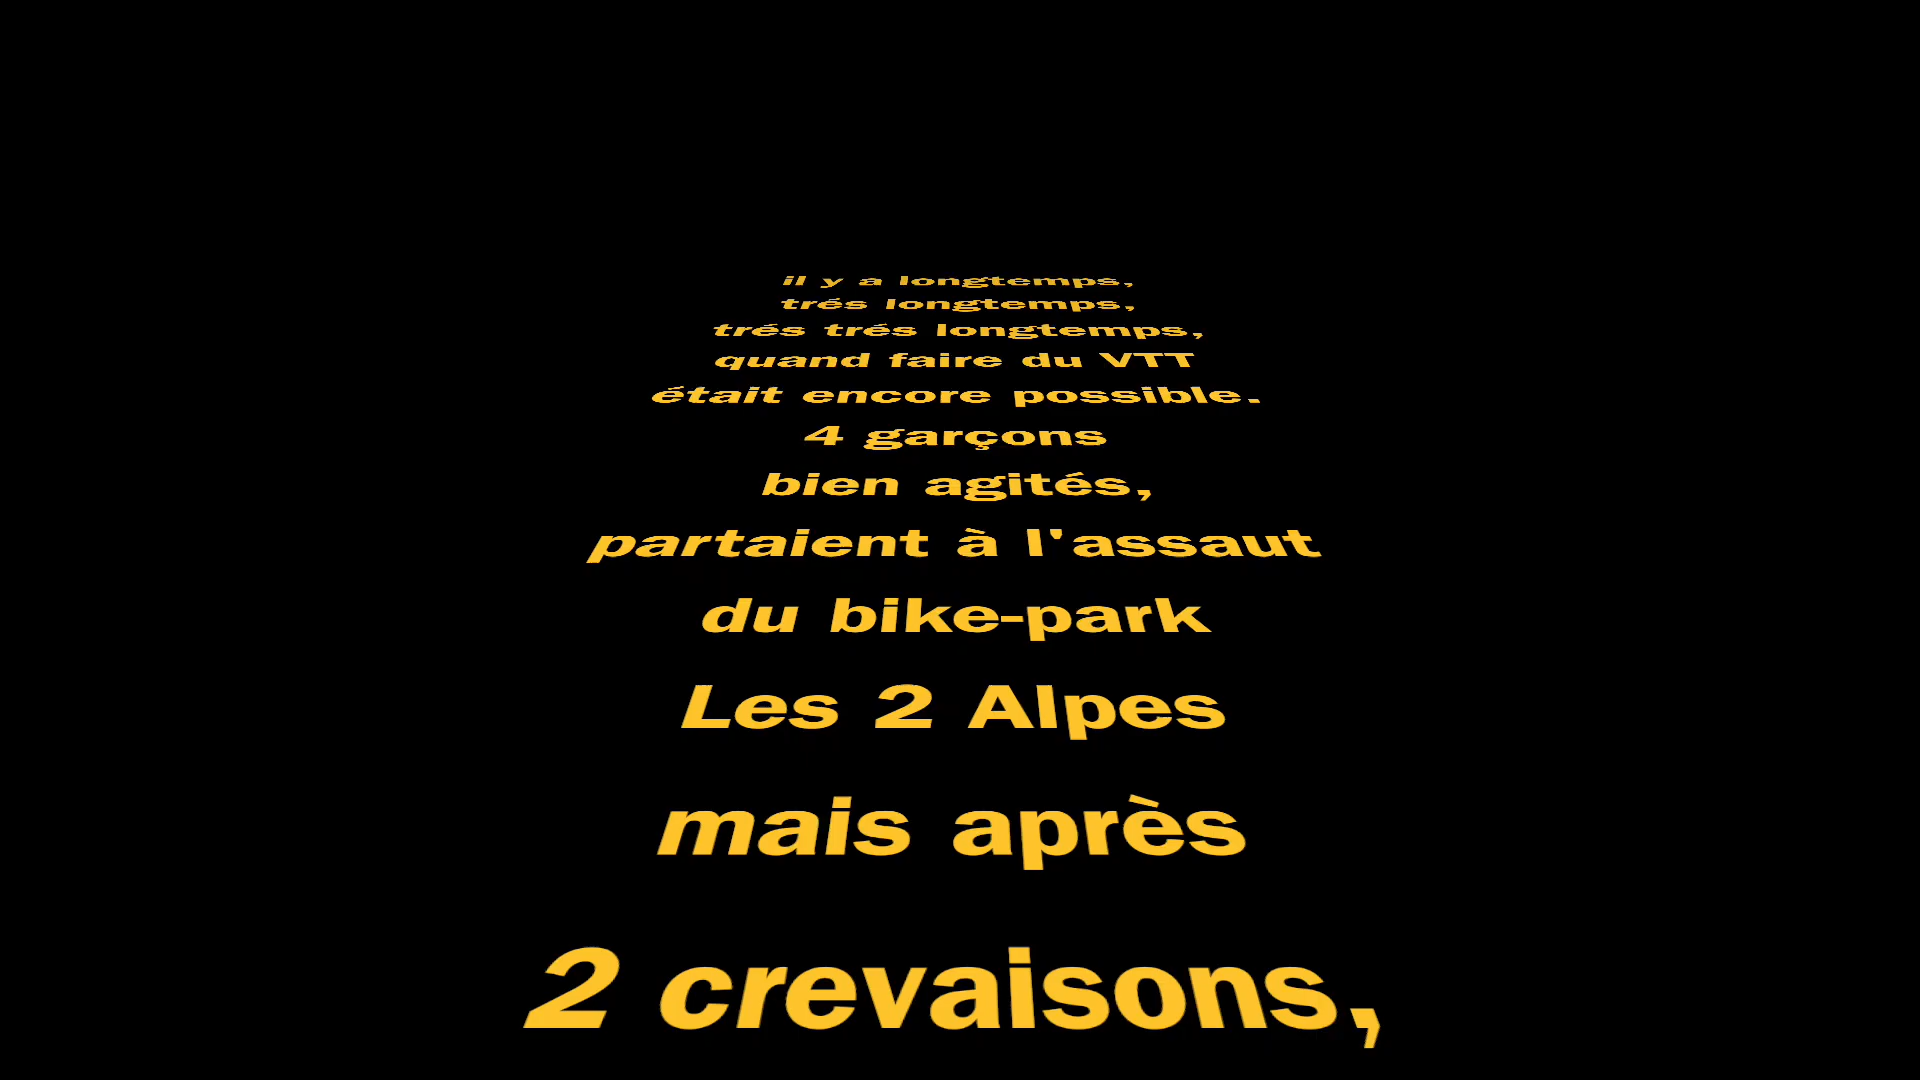 il y a longtemps,
trés longtemps,
trés trés longtemps,
quand faire du VTT
était encore possible.
4 garçons
bien agités,
partaient à l'assaut
du bike-park
Les 2 Alpes
mais après
2 crevaisons,